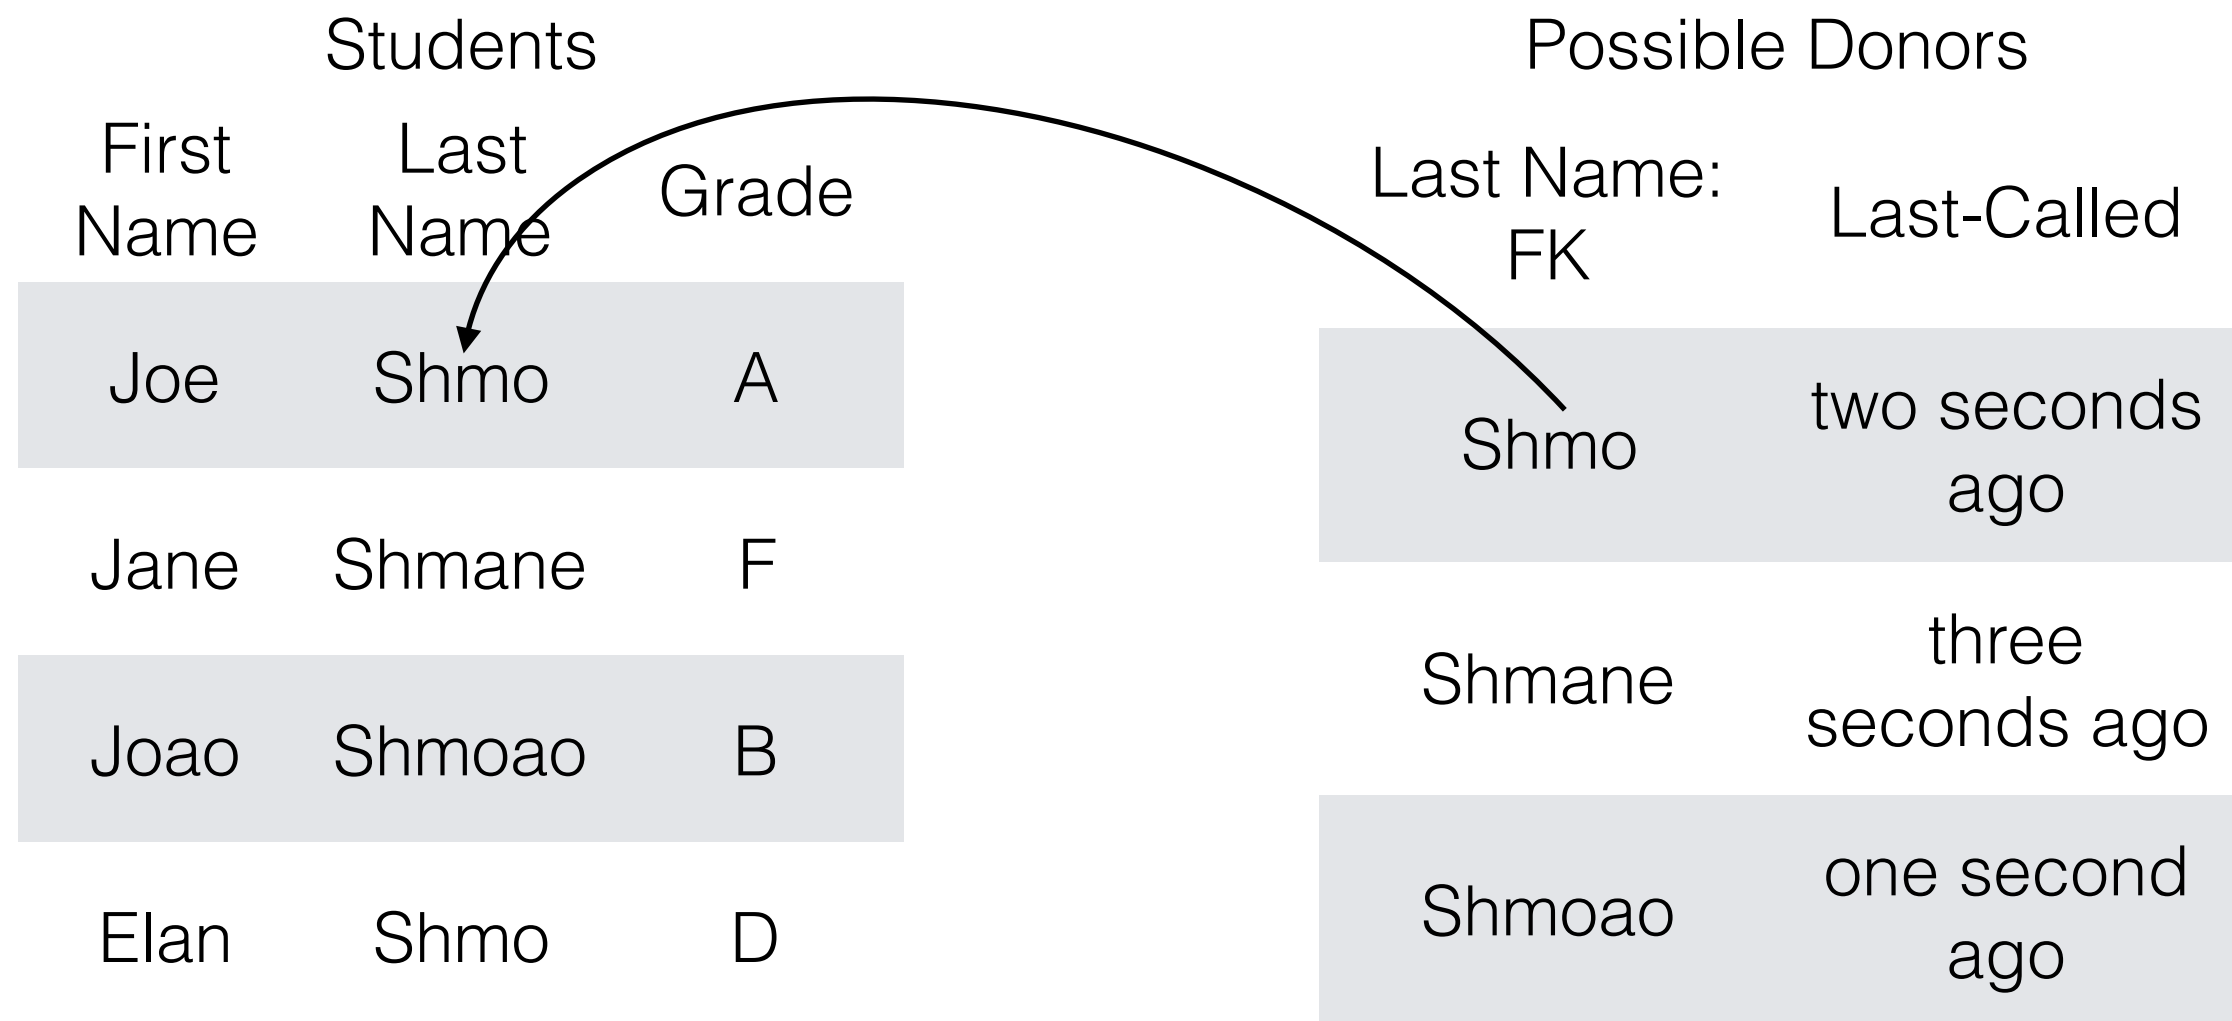 Students
First
Name
Last
Name
Grade
Joe Shmo A
Jane Shmane F
Joao Shmoao B
Elan Shmo D
Possible Donors
Last Name:
FK
Last-Called
Shmo
two seconds
ago
Shmane
three
seconds ago
Shmoao
one second
ago